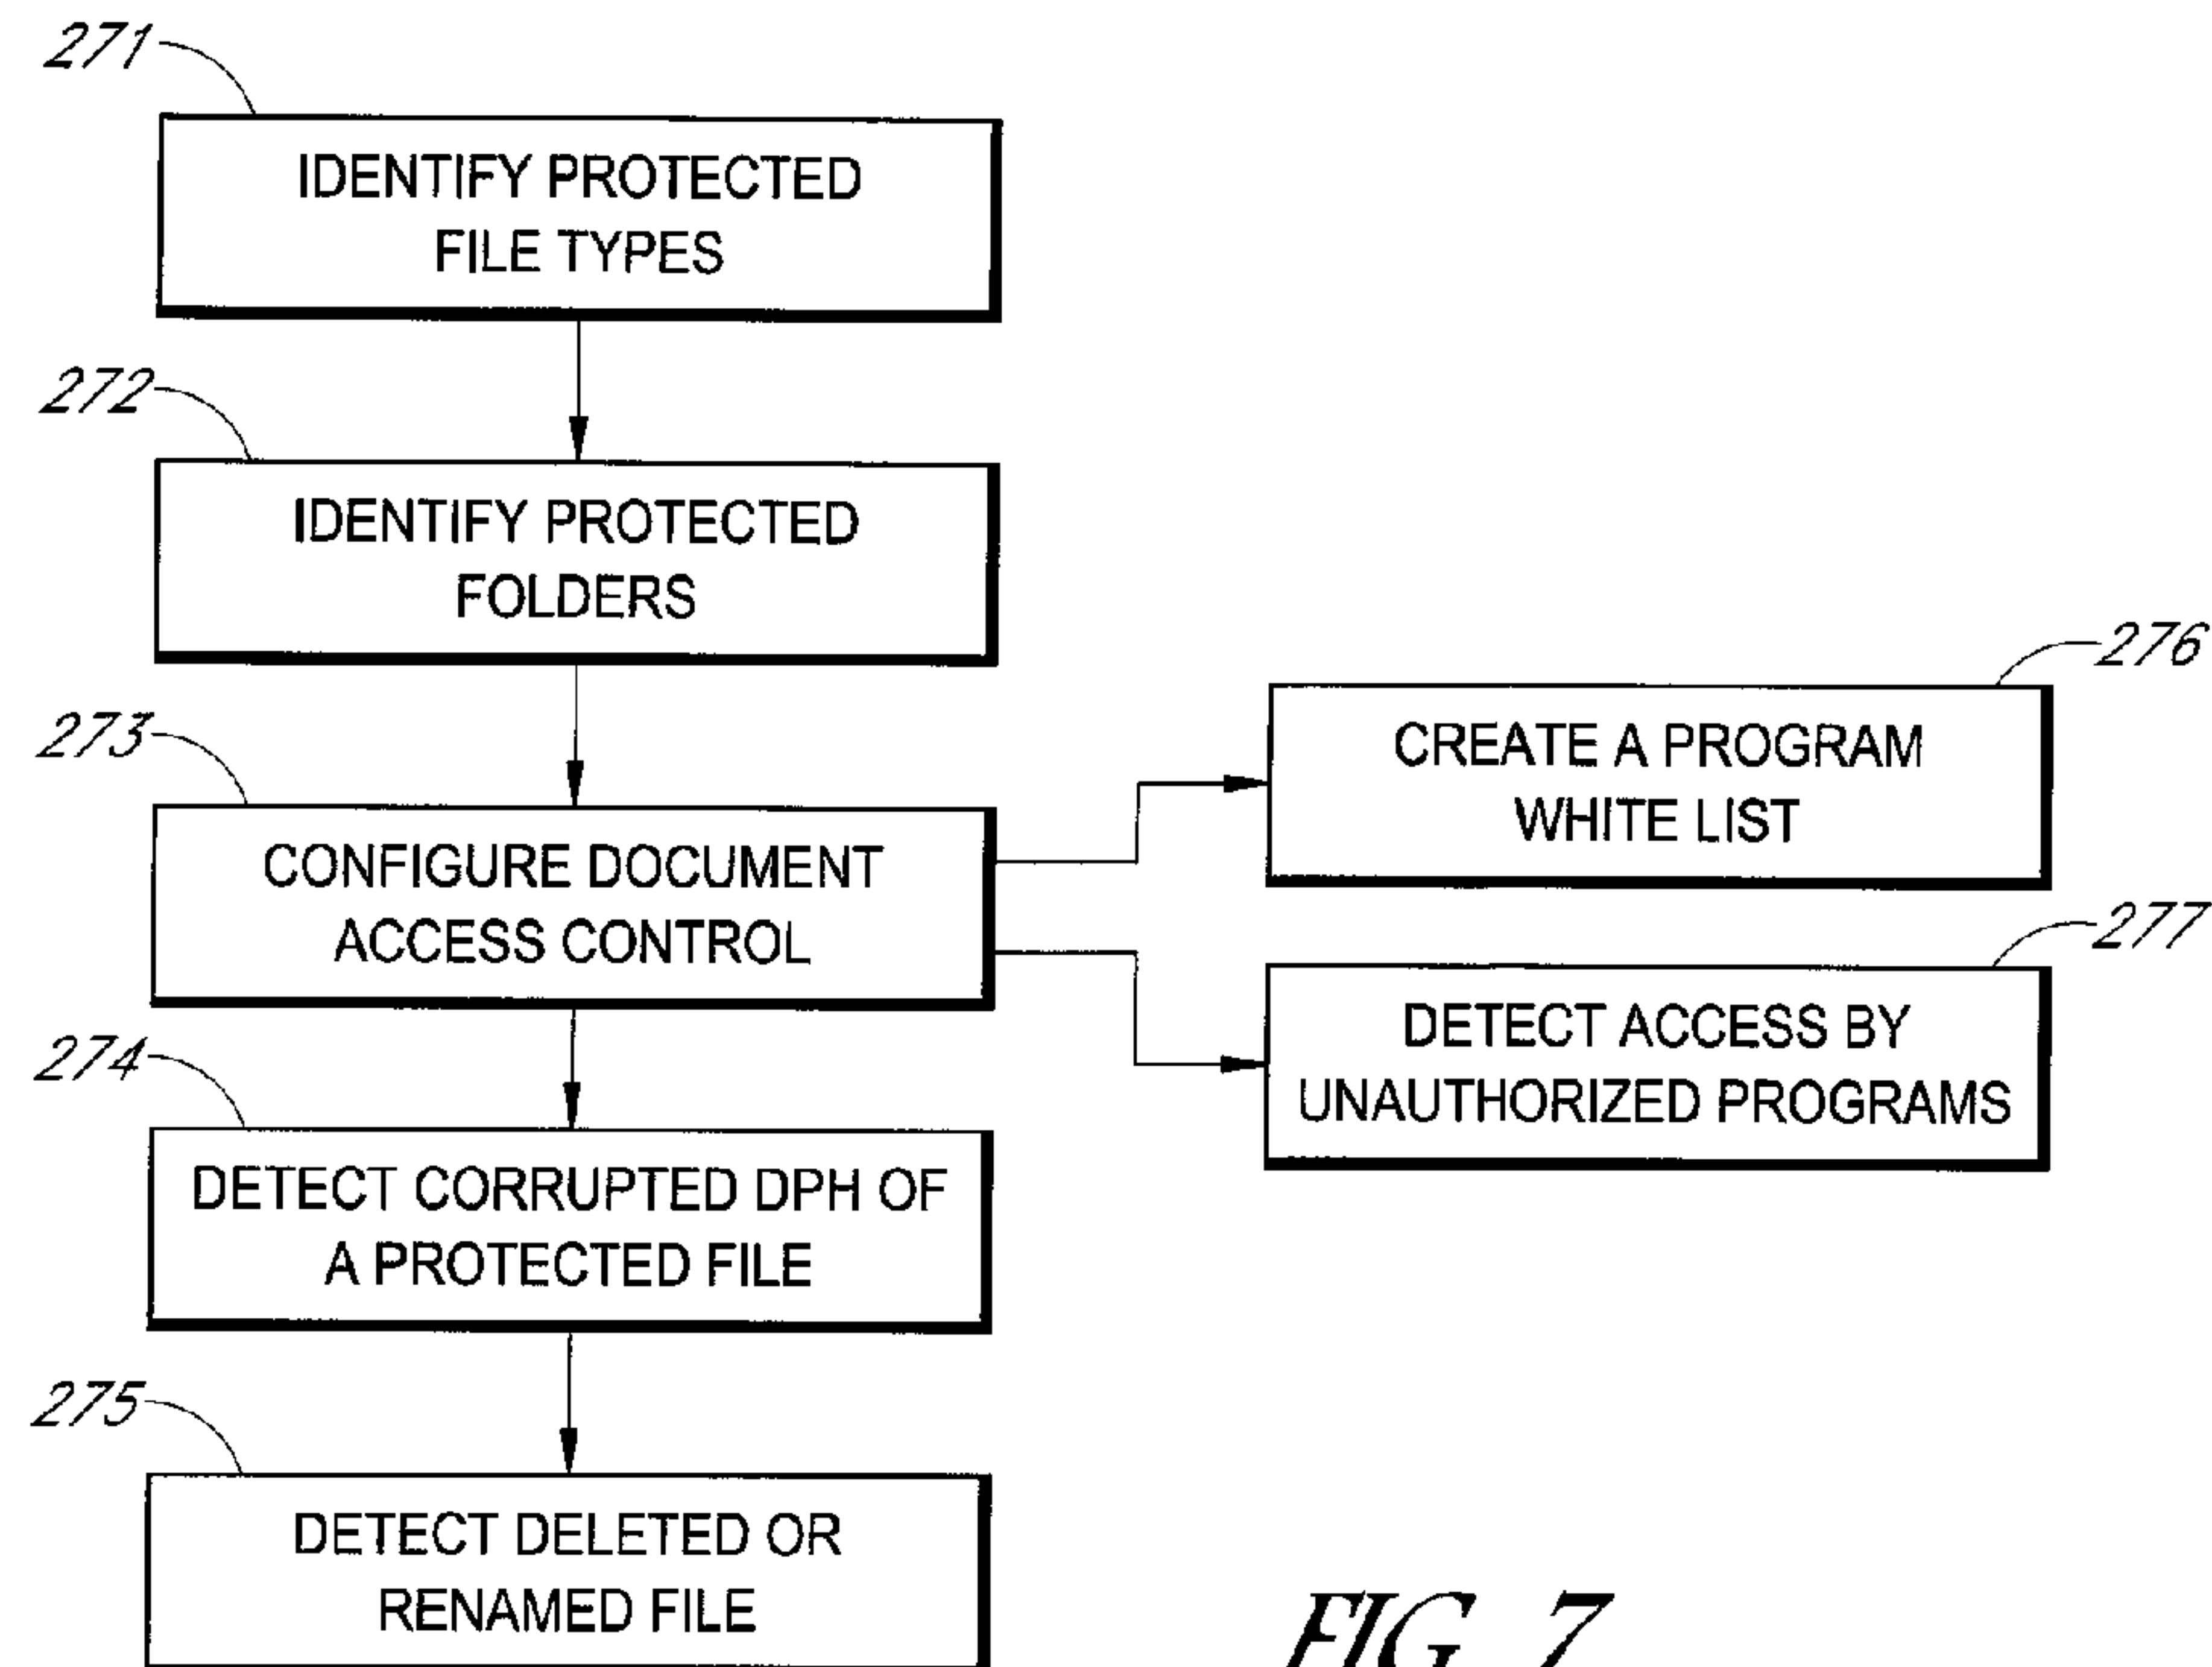 271
IDENTIFY PROTECTED
FILE TYPES
272
IDENTIFY PROTECTED
FOLDERS
273
CONFIGURE DOCUMENT
ACCESS CONTROL
276
CREATE A PROGRAM
WHITE LIST
277
DETECT ACCESS BY
UNAUTHORIZED PROGRAMS
274
DETECT CORRUPTED DPH OF
A PROTECTED FILE
275
DETECT DELETED OR
RENAMED FILE
FIG. 7